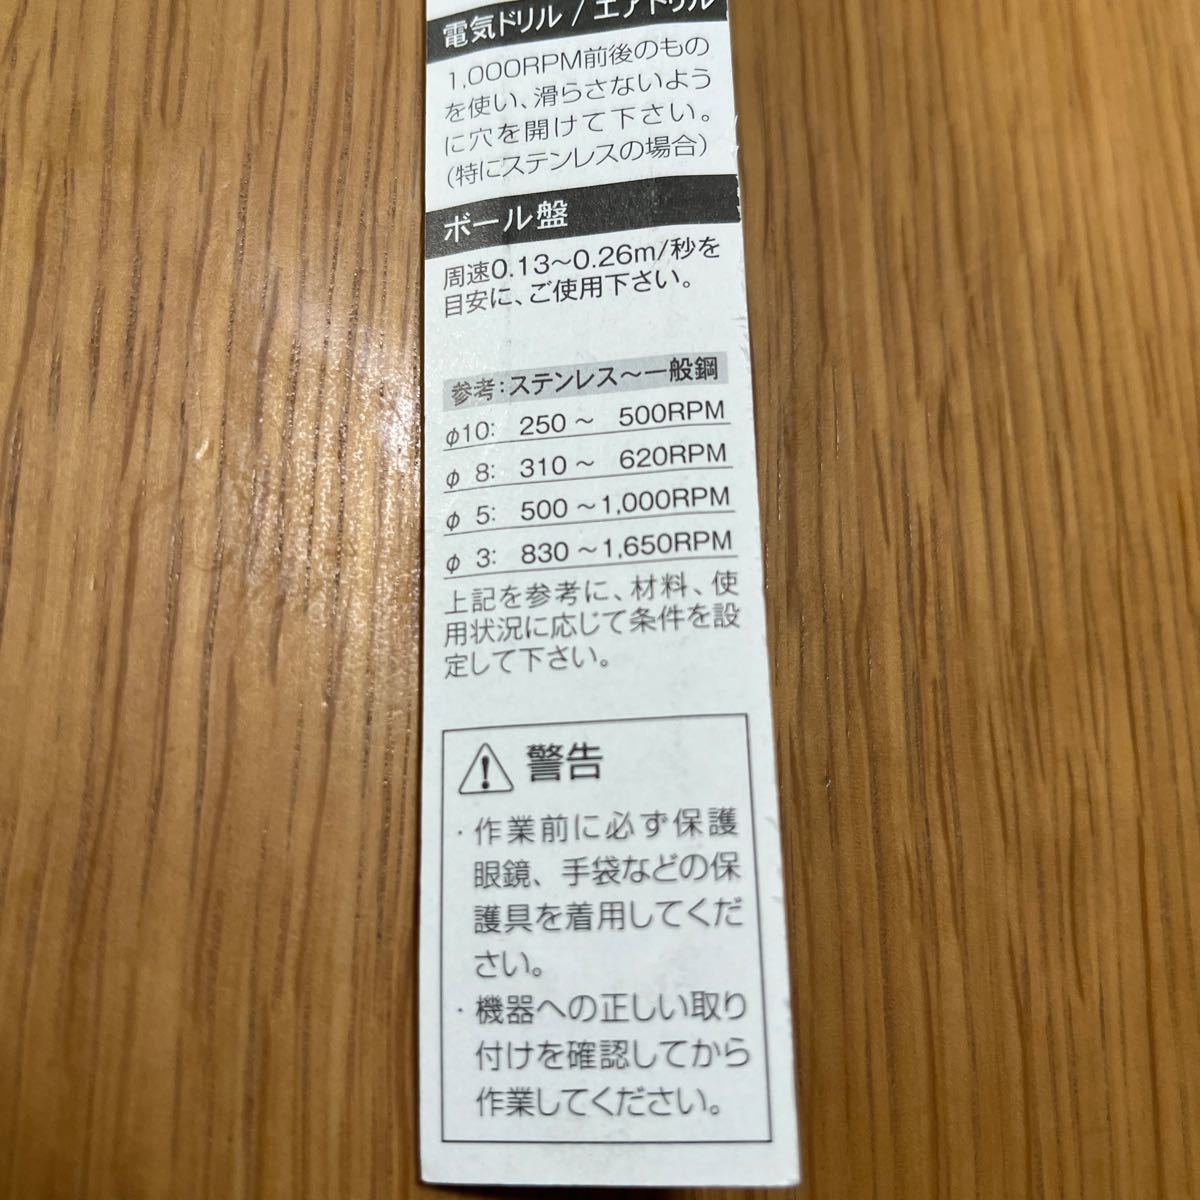 電気ドリル / エアドリル
1,000RPM前後のもの
を使い、滑らさないよう
に穴を開けて下さい。
(特にステンレスの場合)
ボール盤
周速0.13〜0.26m/秒を
目安に、ご使用下さい。
参考:ステンレス〜一般鋼
φ10: 250 〜 500RPM
φ 8: 310 〜 620RPM
φ 5: 500 〜1,000RPM
φ 3: 830 〜1,650RPM
上記を参考に、材料、使
用状況に応じて条件を設
定して下さい。
警告
・作業前に必ず保護
眼鏡、手袋などの保
護具を着用してくだ
さい。
・機器への正しい取り
付けを確認してから
作業してください。